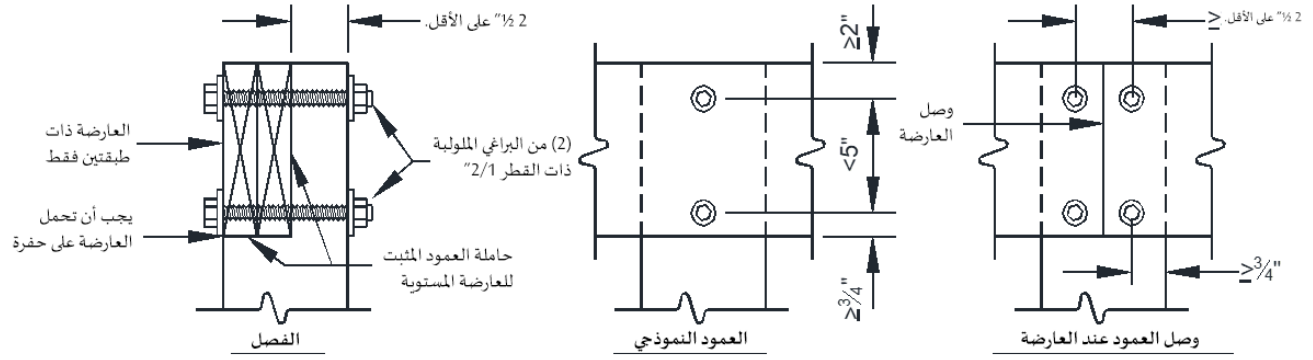 2 ½" على الأقل.
العارضة ذات
طبقتين فقط
(2) من البراغي الملولبة
ذات القطر 2/1"
يجب أن تحمل
العارضة على حفرة
حاملة العمود المثبت
للعارضة المستوية
الفصل
≥2"
<5"
≥¾"
العمود النموذجي
≥ 2 ½" على الأقل.
وصل
العارضة
≥¾"
وصل العمود عند العارضة